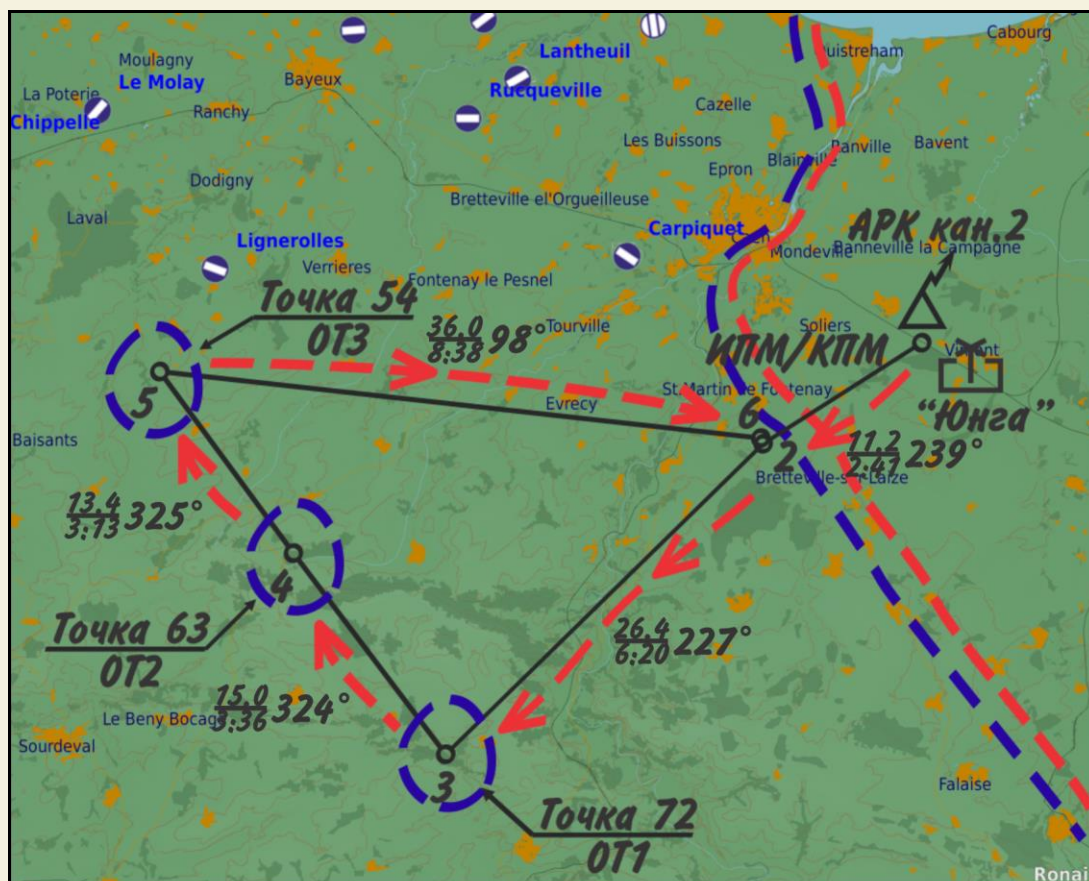 Cabourg
Ouistreham
Lantheuil
Moulagny
Le Molay
Bayeux
La Poterie
Rucqueville
Cazelle
Chippelle
Ranchy
Les Buissons
Ranville
Bavent
Blainville
Epron
Dodigny
Bretteville el'Orgueilleuse
Laval
Carpiquet
АРК кан.2
Caen
Lignerolles
Mondeville
Banneville la Campagne
Verrieres
Fontenay le Pesnel
Точка 54
ОТ3
36.0
8:38 98°
Tourville
Soliers
ИПМ/КПМ
Vimont
St.Martin de Fontenay
5
Evrecy
6
“Юнга”
Baisants
2
11.2
2:41 239°
Bretteville-sur-Laize
13.4
3:13 325°
4
Точка 63
ОТ2
26.4
6:20 227°
15.0
3:36 324°
Le Beny Bocage
Sourdeval
3
Falaise
Точка 72
ОТ1
Ronai